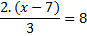 2. (x − 7)
3
= 8